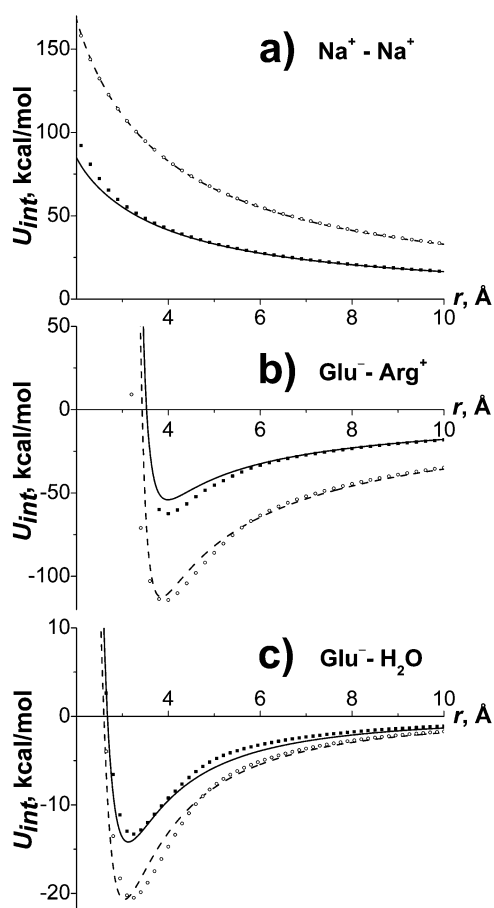 a) Na⁺ - Na⁺
U_int, kcal/mol
150
100
50
0
4 6 8 10
r, Å
b) Glu⁻ - Arg⁺
U_int, kcal/mol
50
0
-50
-100
4 6 8 10
r, Å
c) Glu⁻ - H₂O
U_int, kcal/mol
10
0
-10
-20
4 6 8 10
r, Å